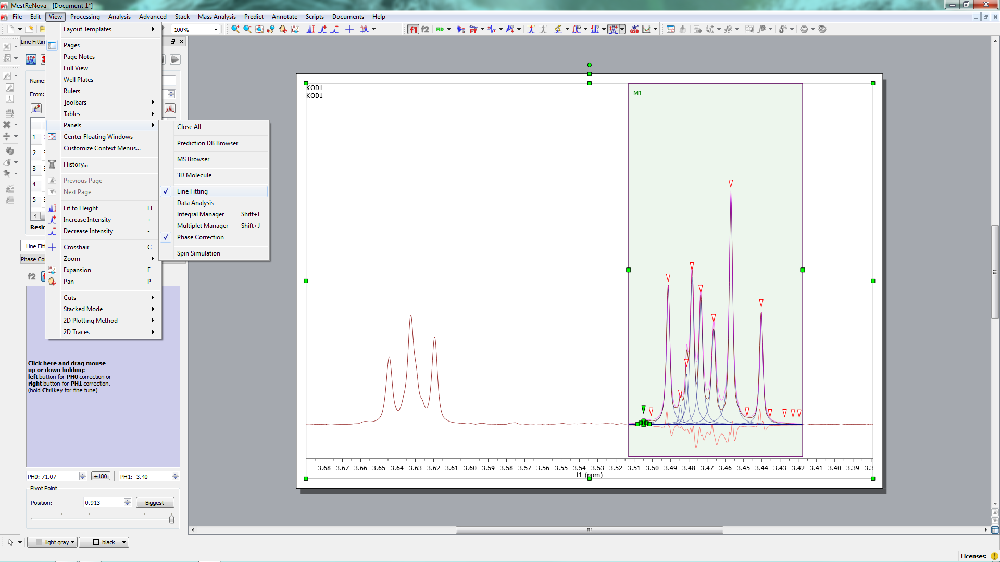 MestReNova - [Document 1*]
File Edit View Processing Analysis Advanced Stack Mass Analysis Predict Annotate Scripts Documents Help
100%
f1 f2 FID FT GSD
Line Fittin
Name:
From:
1
2
3
4
5
Resid
Line Fitt
Phase Co
f2
Layout Templates
Pages
Page Notes
Full View
Well Plates
Rulers
Toolbars
Tables
Panels
Center Floating Windows
Customize Context Menus...
History...
Previous Page
Next Page
Fit to Height H
Increase Intensity +
Decrease Intensity -
Crosshair C
Zoom
Expansion E
Pan P
Cuts
Stacked Mode
2D Plotting Method
2D Traces
Close All
Prediction DB Browser
MS Browser
3D Molecule
Line Fitting
Data Analysis
Integral Manager Shift+I
Multiplet Manager Shift+J
Phase Correction
Spin Simulation
Click here and drag mouse
up or down holding:
left button for PH0 correction or
right button for PH1 correction.
(hold Ctrl key for fine tune)
PH0: 71.07 +180 PH1: -3.40
Pivot Point
Position: 0.913 Biggest
KOD1
KOD1
M1
3.68 3.67 3.66 3.65 3.64 3.63 3.62 3.61 3.60 3.59 3.58 3.57 3.56 3.55 3.54 3.53 3.52 3.51 3.50 3.49 3.48 3.47 3.46 3.45 3.44 3.43 3.42 3.41 3.40 3.39 3.3
f1 (ppm)
light gray black
Licenses: